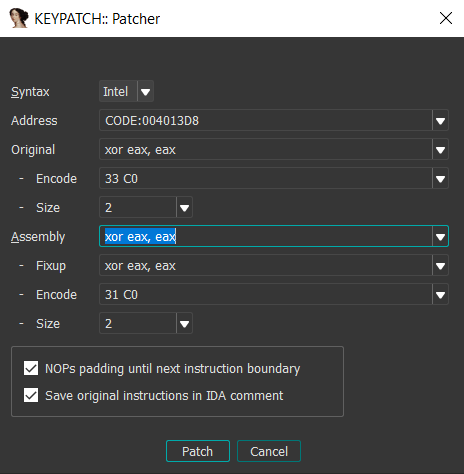 KEYPATCH:: Patcher
Syntax Intel
Address CODE:004013D8
Original xor eax, eax
- Encode 33 C0
- Size 2
Assembly xor eax, eax
- Fixup xor eax, eax
- Encode 31 C0
- Size 2
NOPs padding until next instruction boundary
Save original instructions in IDA comment
Patch Cancel